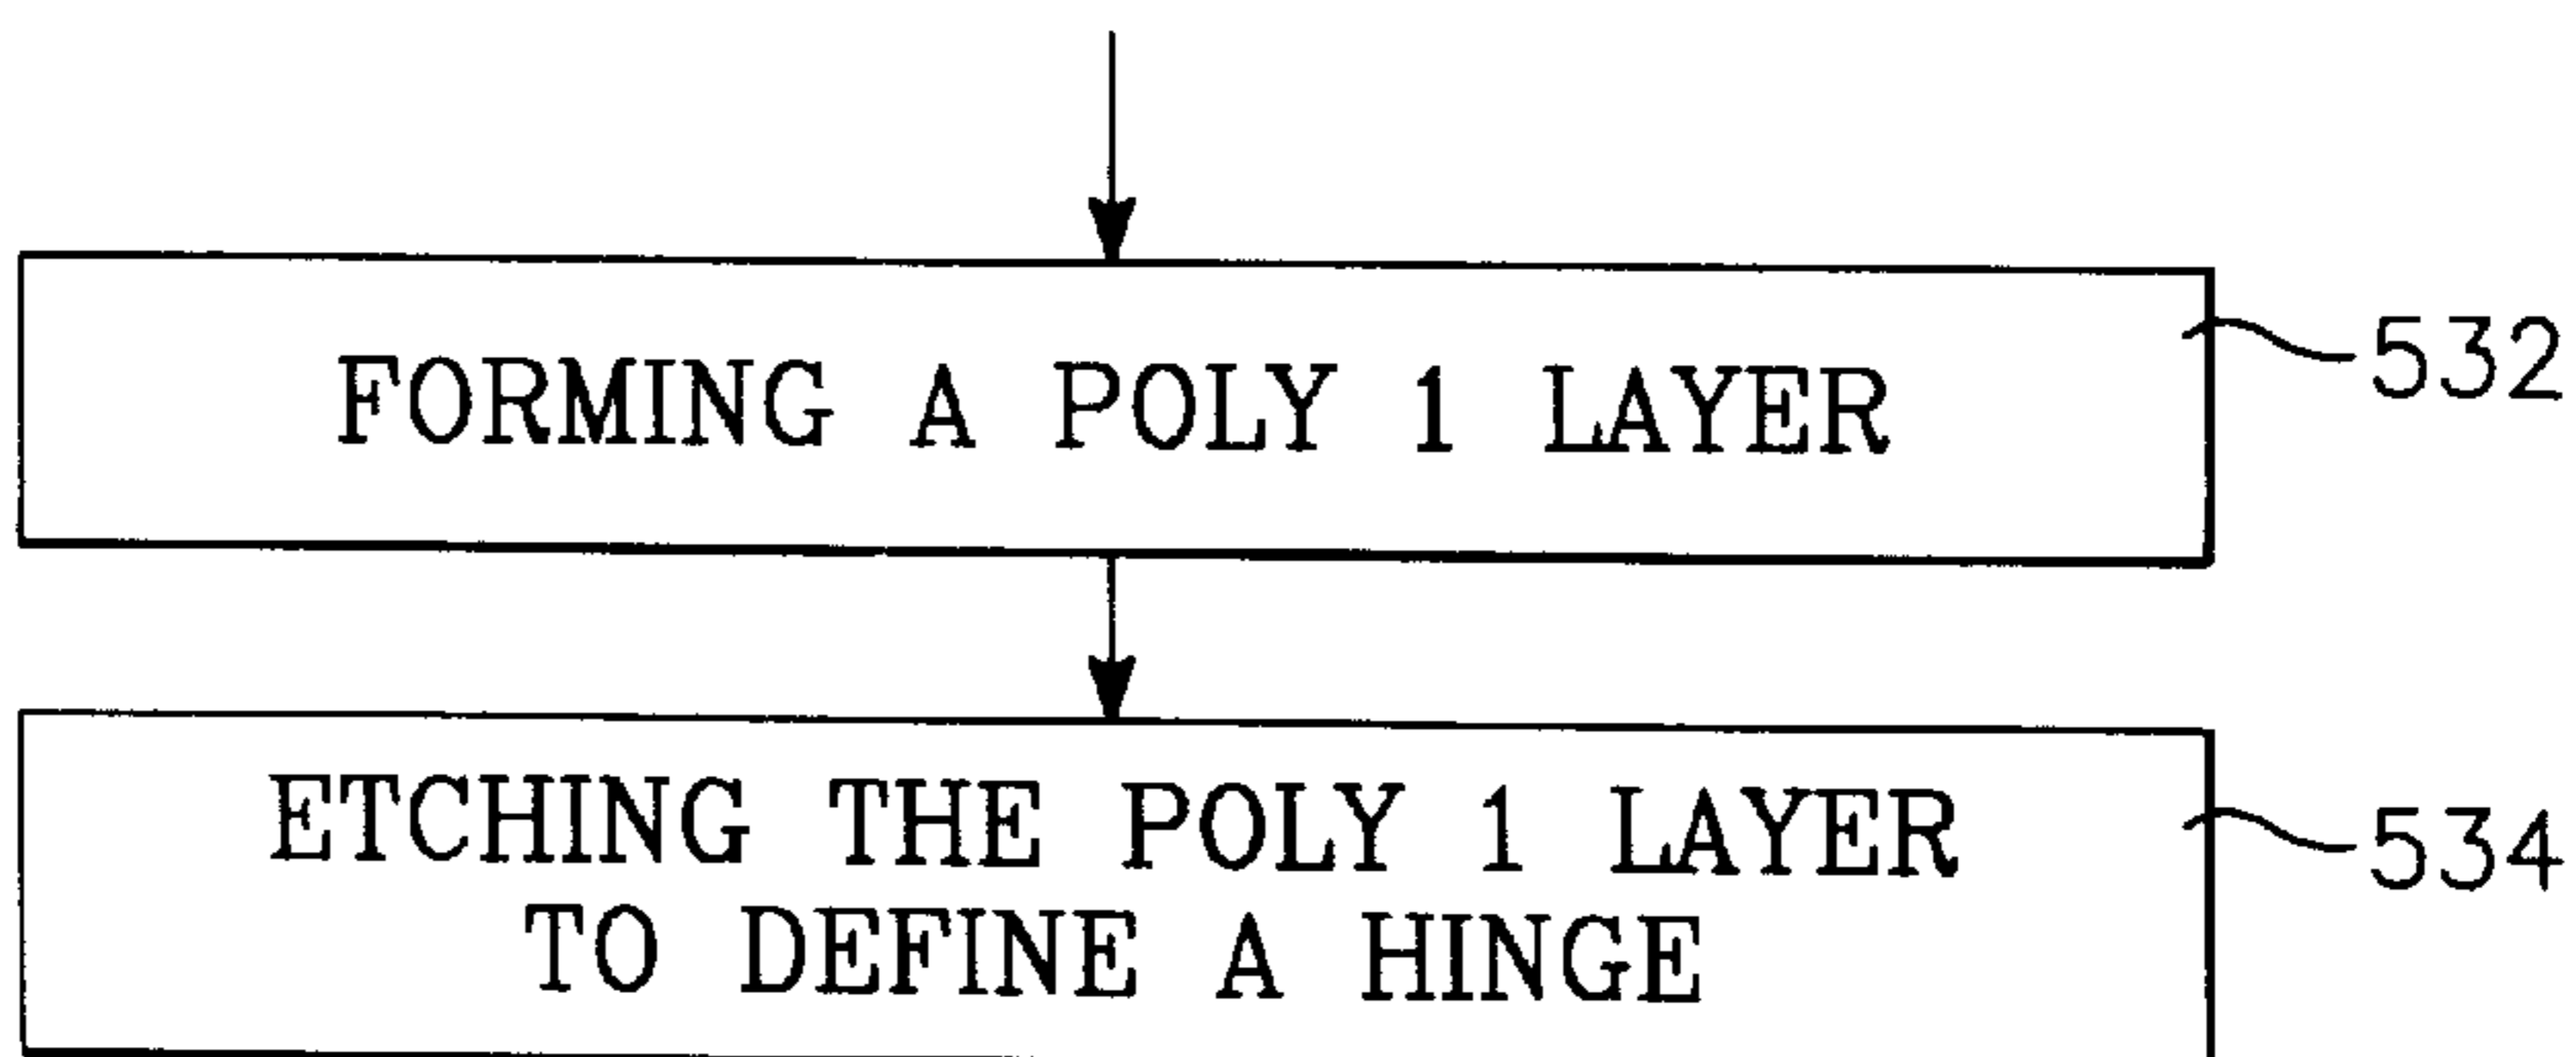 FORMING A POLY 1 LAYER
532
ETCHING THE POLY 1 LAYER
TO DEFINE A HINGE
534